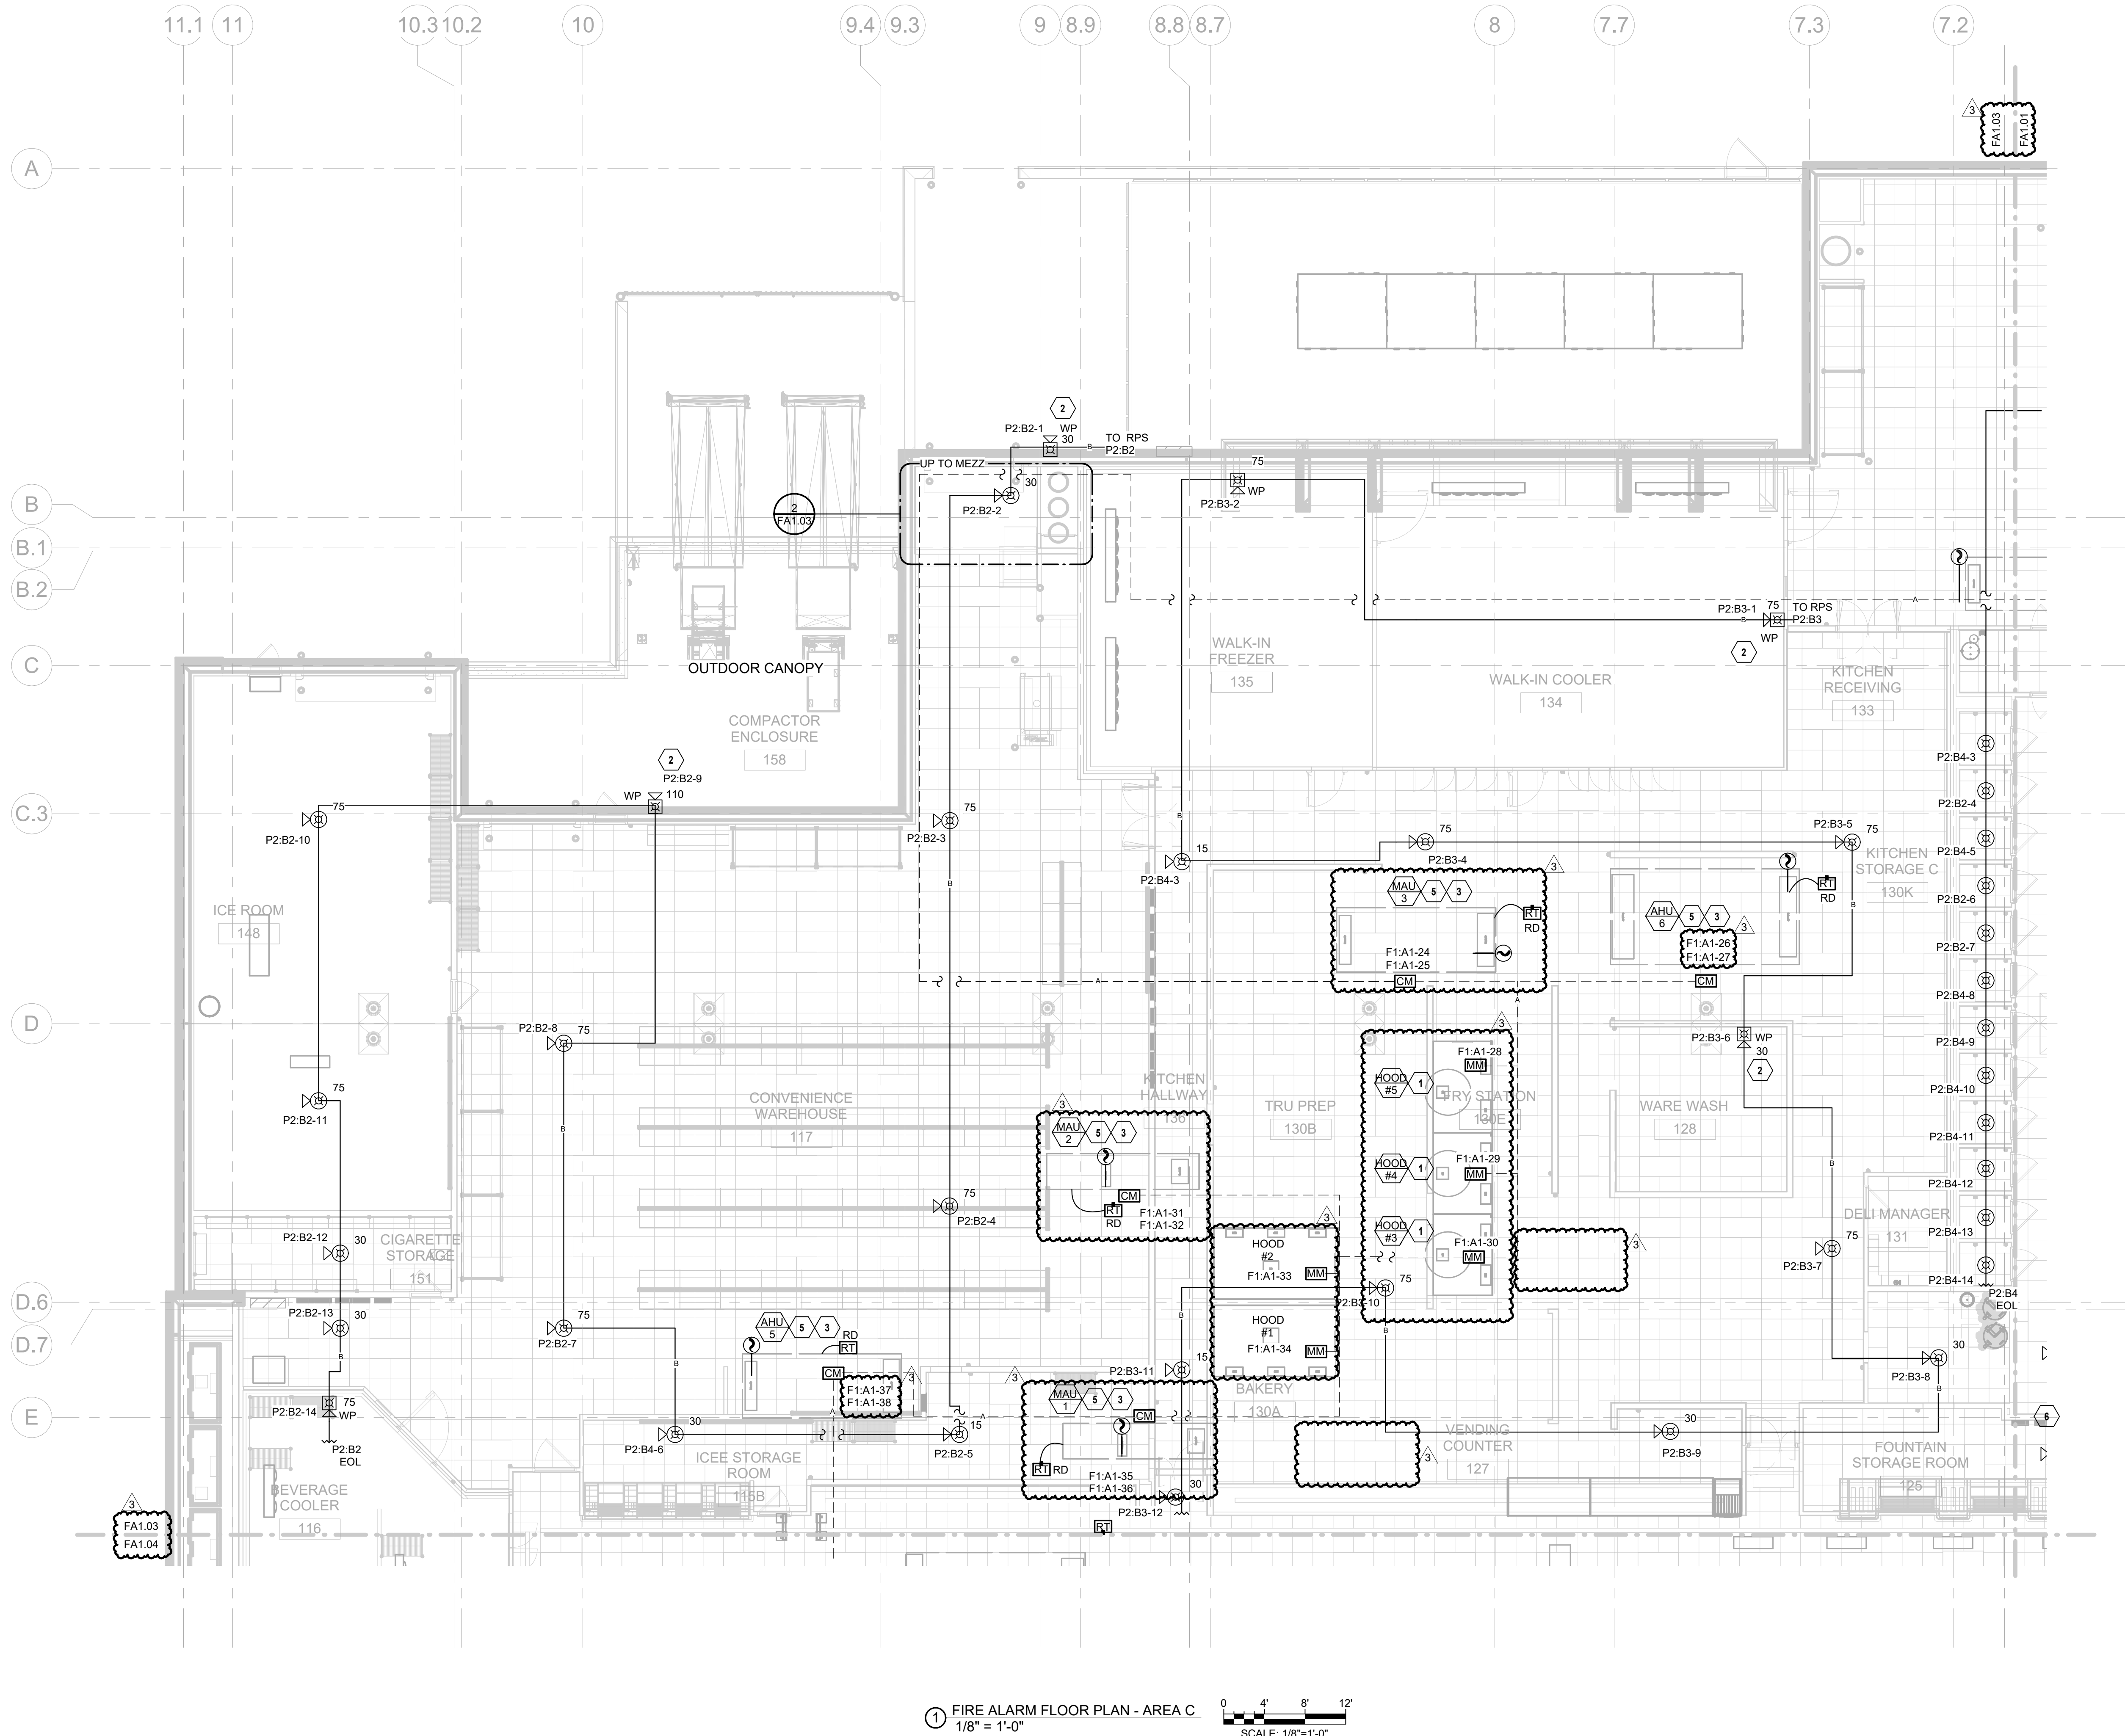 11.1
11
10.3
10.2
10
9.4
9.3
9
8.9
8.8
8.7
8
7.7
7.3
7.2
3
FA1.03
FA1.01
A
B
B.1
B.2
C
C.3
D
D.6
D.7
E
2
P2:B2-1
WP
30
B
TO RPS
P2:B2
UP TO MEZZ
30
P2:B2-2
2
FA1.03
75
WP
P2:B3-2
P2:B3-1
75
TO RPS
P2:B3
B
WP
2
A
OUTDOOR CANOPY
COMPACTOR
ENCLOSURE
158
WALK-IN
FREEZER
135
WALK-IN COOLER
134
KITCHEN
RECEIVING
133
2
P2:B2-9
WP
110
75
P2:B2-10
75
P2:B2-3
B
B
15
P2:B4-3
75
P2:B3-4
P2:B3-5
75
KITCHEN
STORAGE C
130K
P2:B4-3
P2:B2-4
P2:B4-5
P2:B2-6
P2:B2-7
P2:B4-8
P2:B4-9
P2:B4-10
P2:B4-11
P2:B4-12
P2:B4-13
P2:B4-14
P2:B4
EOL
ICE ROOM
148
3
MAU
3
5
3
RT
RD
F1:A1-24
F1:A1-25
CM
AHU
6
5
3
3
F1:A1-26
F1:A1-27
CM
RT
RD
B
A
A
P2:B2-8
75
B
P2:B3-6
WP
30
2
75
P2:B2-11
CONVENIENCE
WAREHOUSE
117
KITCHEN
HALLWAY
136
TRU PREP
130B
FRY STATION
130E
WARE WASH
128
3
HOOD
#5
1
F1:A1-28
MM
HOOD
#4
1
F1:A1-29
MM
HOOD
#3
1
F1:A1-30
MM
3
MAU
2
5
3
CM
RT
RD
F1:A1-31
F1:A1-32
75
P2:B2-4
3
HOOD
#2
F1:A1-33
MM
HOOD
#1
F1:A1-34
MM
75
P2:B3-10
B
B
3
B
75
P2:B3-7
DELI MANAGER
131
P2:B2-12
30
CIGARETTE
STORAGE
151
P2:B2-13
30
B
75
P2:B2-7
B
AHU
5
5
3
RD
RT
CM
3
F1:A1-37
F1:A1-38
A
A
3
MAU
1
5
3
CM
RT
RD
F1:A1-35
F1:A1-36
P2:B3-11
15
BAKERY
130A
30
P2:B3-8
B
P2:B2-14
75
WP
P2:B2
EOL
30
P2:B4-6
15
P2:B2-5
ICEE STORAGE
ROOM
115B
3
VENDING
COUNTER
127
30
P2:B3-9
FOUNTAIN
STORAGE ROOM
125
6
BEVERAGE
COOLER
116
30
P2:B3-12
RT
3
FA1.03
FA1.04
1
FIRE ALARM FLOOR PLAN - AREA C
1/8" = 1'-0"
0
4'
8'
12'
SCALE: 1/8"=1'-0"